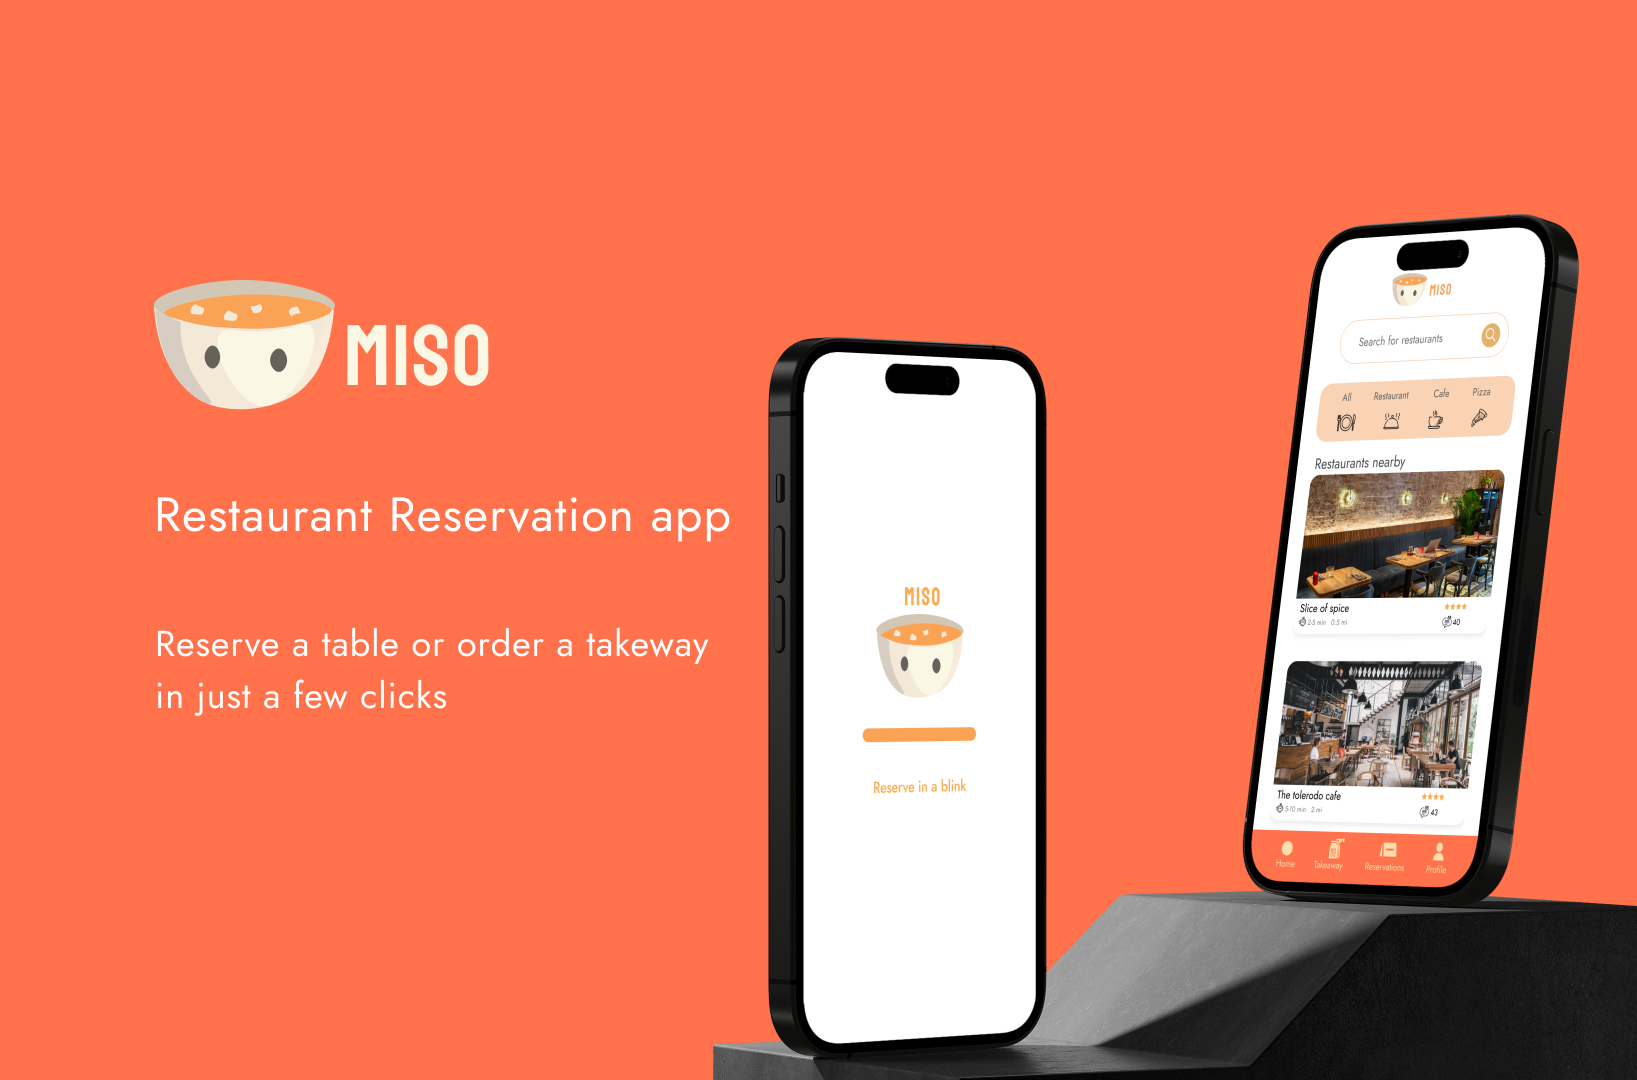 MISO
Restaurant Reservation app
Reserve a table or order a takeway
in just a few clicks
MISO
Reserve in a blink
MISO
Search for restaurants
All Restaurant Cafe Pizza
Restaurants nearby
Slice of spice
2-5 min 0.5 mi 40
The tolerodo cafe
5-10 min 2 mi 43
Home Takeaway Reservations Profile